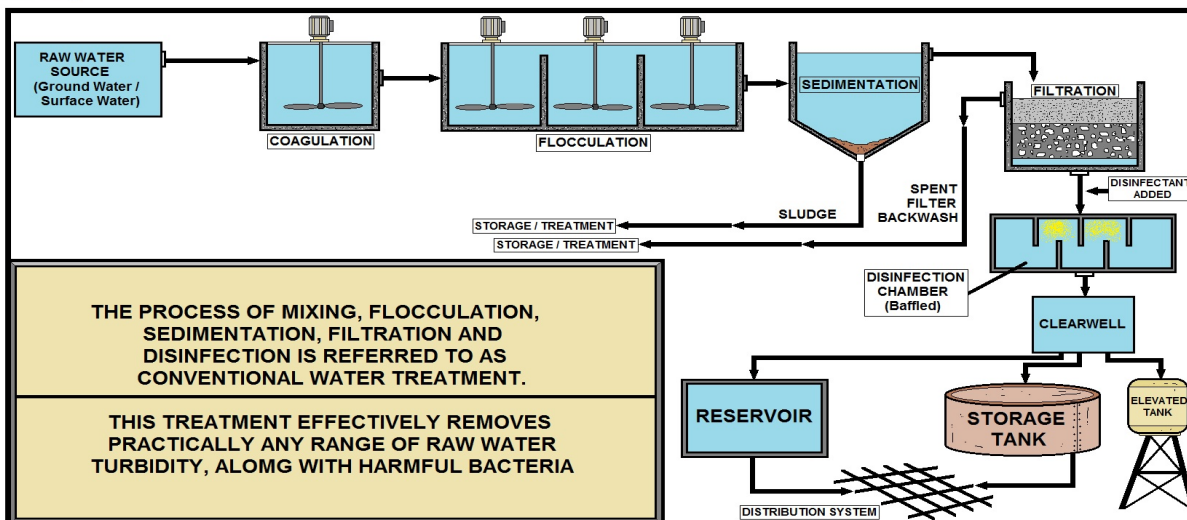 RAW WATER
SOURCE
(Ground Water /
Surface Water)
COAGULATION
FLOCCULATION
SEDIMENTATION
FILTRATION
DISINFECTANT
ADDED
SPENT
FILTER
BACKWASH
SLUDGE
STORAGE / TREATMENT
STORAGE / TREATMENT
DISINFECTION
CHAMBER
(Baffled)
CLEARWELL
RESERVOIR
STORAGE
TANK
ELEVATED
TANK
DISTRIBUTION SYSTEM
THE PROCESS OF MIXING, FLOCCULATION,
SEDIMENTATION, FILTRATION AND
DISINFECTION IS REFERRED TO AS
CONVENTIONAL WATER TREATMENT.
THIS TREATMENT EFFECTIVELY REMOVES
PRACTICALLY ANY RANGE OF RAW WATER
TURBIDITY, ALOMG WITH HARMFUL BACTERIA